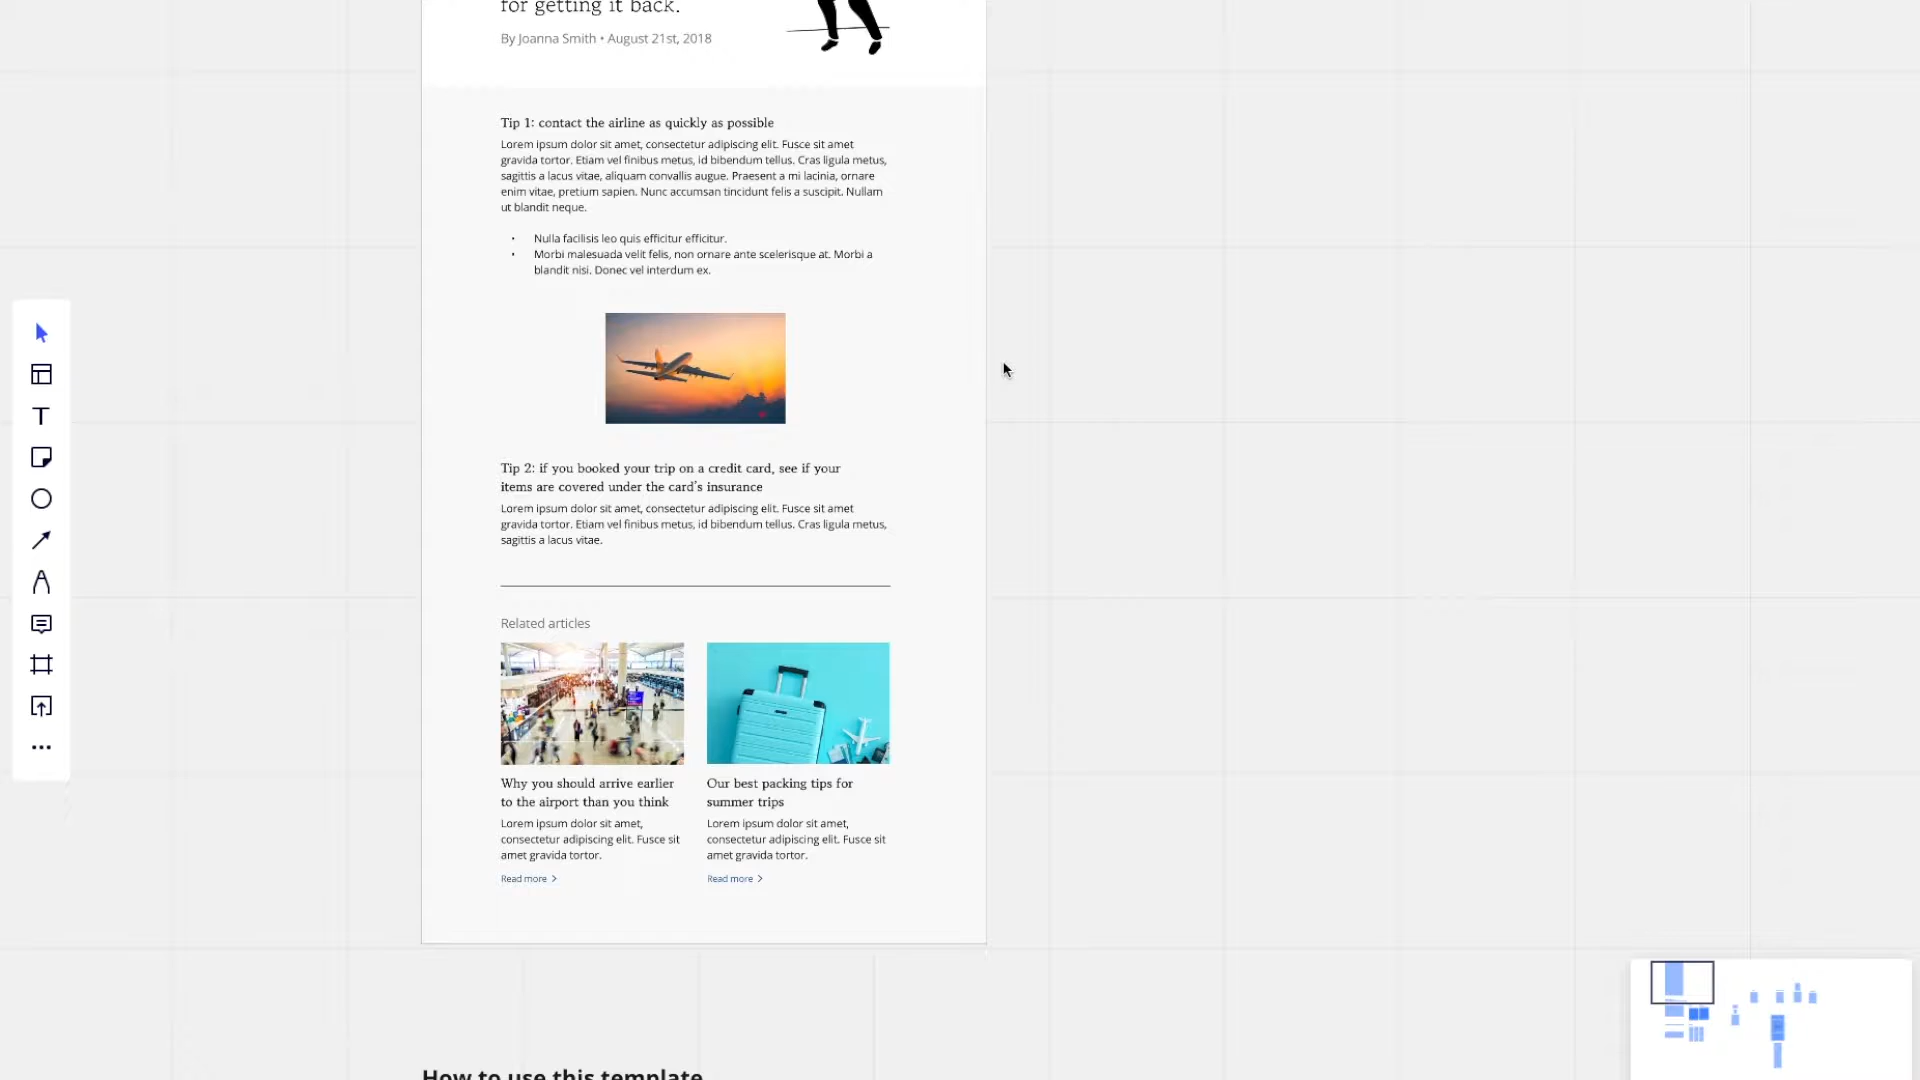 for getting it back.
By Joanna Smith • August 21st, 2018
Tip 1: contact the airline as quickly as possible
Lorem ipsum dolor sit amet, consectetur adipiscing elit. Fusce sit amet
gravida tortor. Etiam vel finibus metus, id bibendum tellus. Cras ligula metus,
sagittis a lacus vitae, aliquam convallis augue. Praesent a mi lacinia, ornare
enim vitae, pretium sapien. Nunc accumsan tincidunt felis a suscipit. Nullam
ut blandit neque.
• Nulla facilisis leo quis efficitur efficitur.
• Morbi malesuada velit felis, non ornare ante scelerisque at. Morbi a
blandit nisi. Donec vel interdum ex.
Tip 2: if you booked your trip on a credit card, see if your
items are covered under the card's insurance
Lorem ipsum dolor sit amet, consectetur adipiscing elit. Fusce sit amet
gravida tortor. Etiam vel finibus metus, id bibendum tellus. Cras ligula metus,
sagittis a lacus vitae.
Related articles
Why you should arrive earlier
to the airport than you think
Lorem ipsum dolor sit amet,
consectetur adipiscing elit. Fusce sit
amet gravida tortor.
Read more >
Our best packing tips for
summer trips
Lorem ipsum dolor sit amet,
consectetur adipiscing elit. Fusce sit
amet gravida tortor.
Read more >
How to use this template